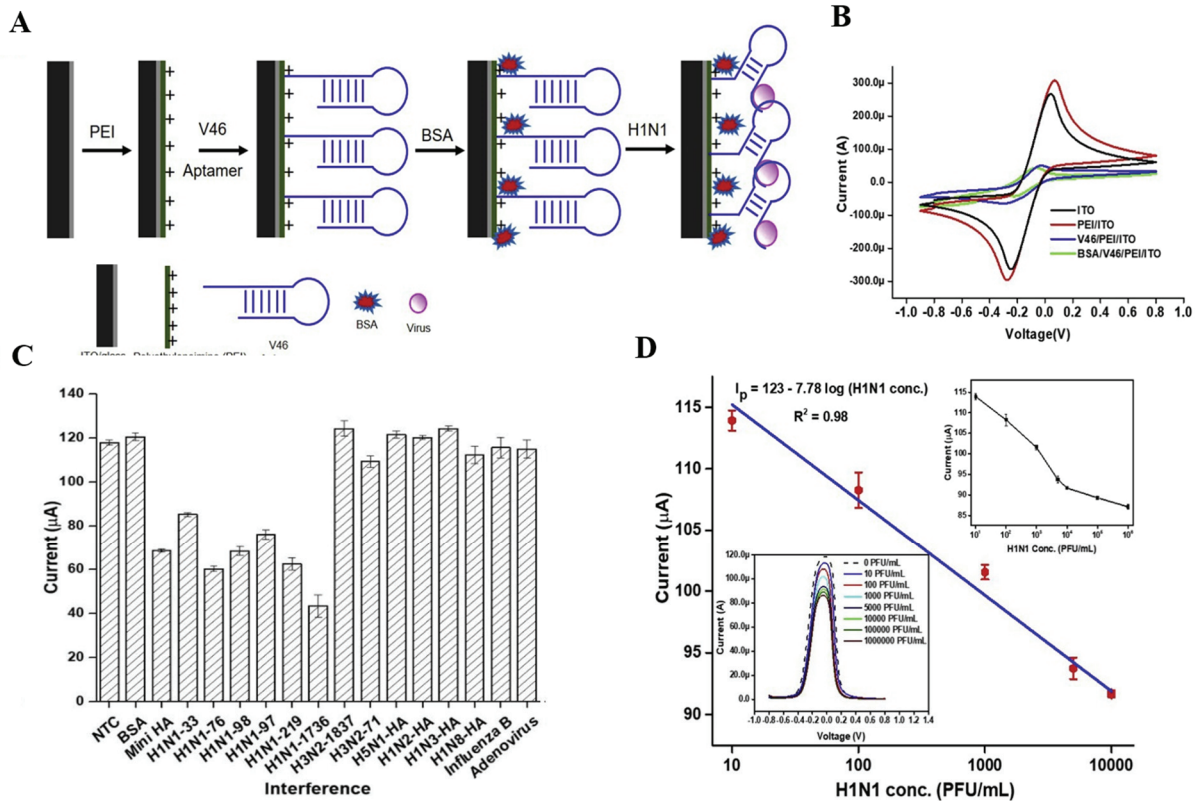 A
PEI
V46
Aptamer
BSA
H1N1
+
V46
BSA
Virus
B
300.0µ
200.0µ
100.0µ
0.0
-100.0µ
-200.0µ
-300.0µ
Current (A)
ITO
PEI/ITO
V46/PEI/ITO
BSA/V46/PEI/ITO
-1.0 -0.8 -0.6 -0.4 -0.2 0.0 0.2 0.4 0.6 0.8 1.0
Voltage(V)
C
140
120
100
80
60
40
20
0
Current (µA)
NTC
BSA
Mini HA
H1N1-33
H1N1-76
H1N1-98
H1N1-97
H1N1-219
HN1-1736
H3N2-1837
H3N2-71
H5N1-HA
H1N2-HA
H1N3-HA
H1N8-HA
Influenza B
Adenovirus
Interference
D
Ip = 123 - 7.78 log (H1N1 conc.)
R² = 0.98
115
110
105
100
95
90
Current (µA)
10 100 1000 10000
H1N1 conc. (PFU/mL)
115
110
105
100
95
90
85
Current (µA)
10¹ 10² 10³ 10⁴ 10⁵ 10⁶
H1N1 Conc. (PFU/mL)
120.0µ
100.0µ
80.0µ
60.0µ
40.0µ
20.0µ
0.0
Current (A)
0 PFU/mL
10 PFU/mL
100 PFU/mL
1000 PFU/mL
5000 PFU/mL
10000 PFU/mL
100000 PFU/mL
1000000 PFU/mL
-1.0 -0.8 -0.6 -0.4 -0.2 0.0 0.2 0.4 0.6 0.8 1.0 1.2 1.4
Voltage (V)